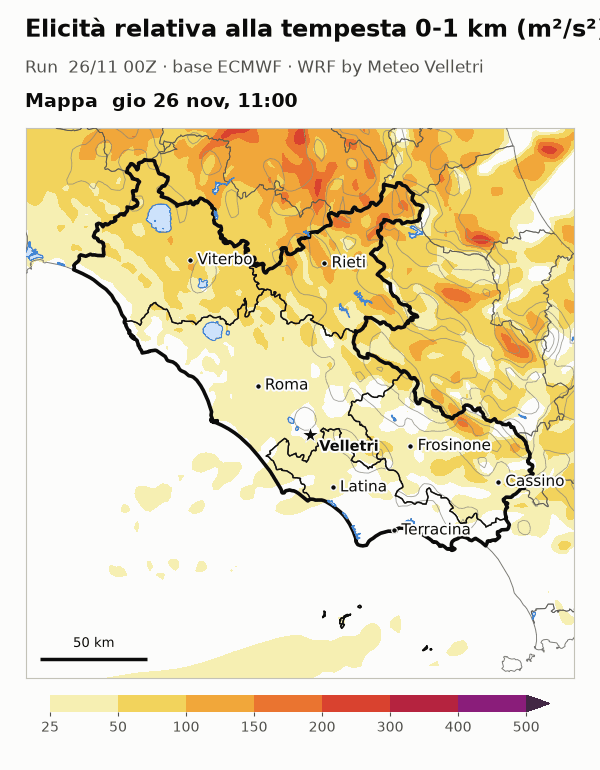 Elicità relativa alla tempesta 0-1 km (m²/s²)
Run 26/11 00Z · base ECMWF · WRF by Meteo Velletri
Mappa gio 26 nov, 11:00
Viterbo
Rieti
Roma
Velletri
Frosinone
Latina
Cassino
Terracina
50 km
25 50 100 150 200 300 400 500